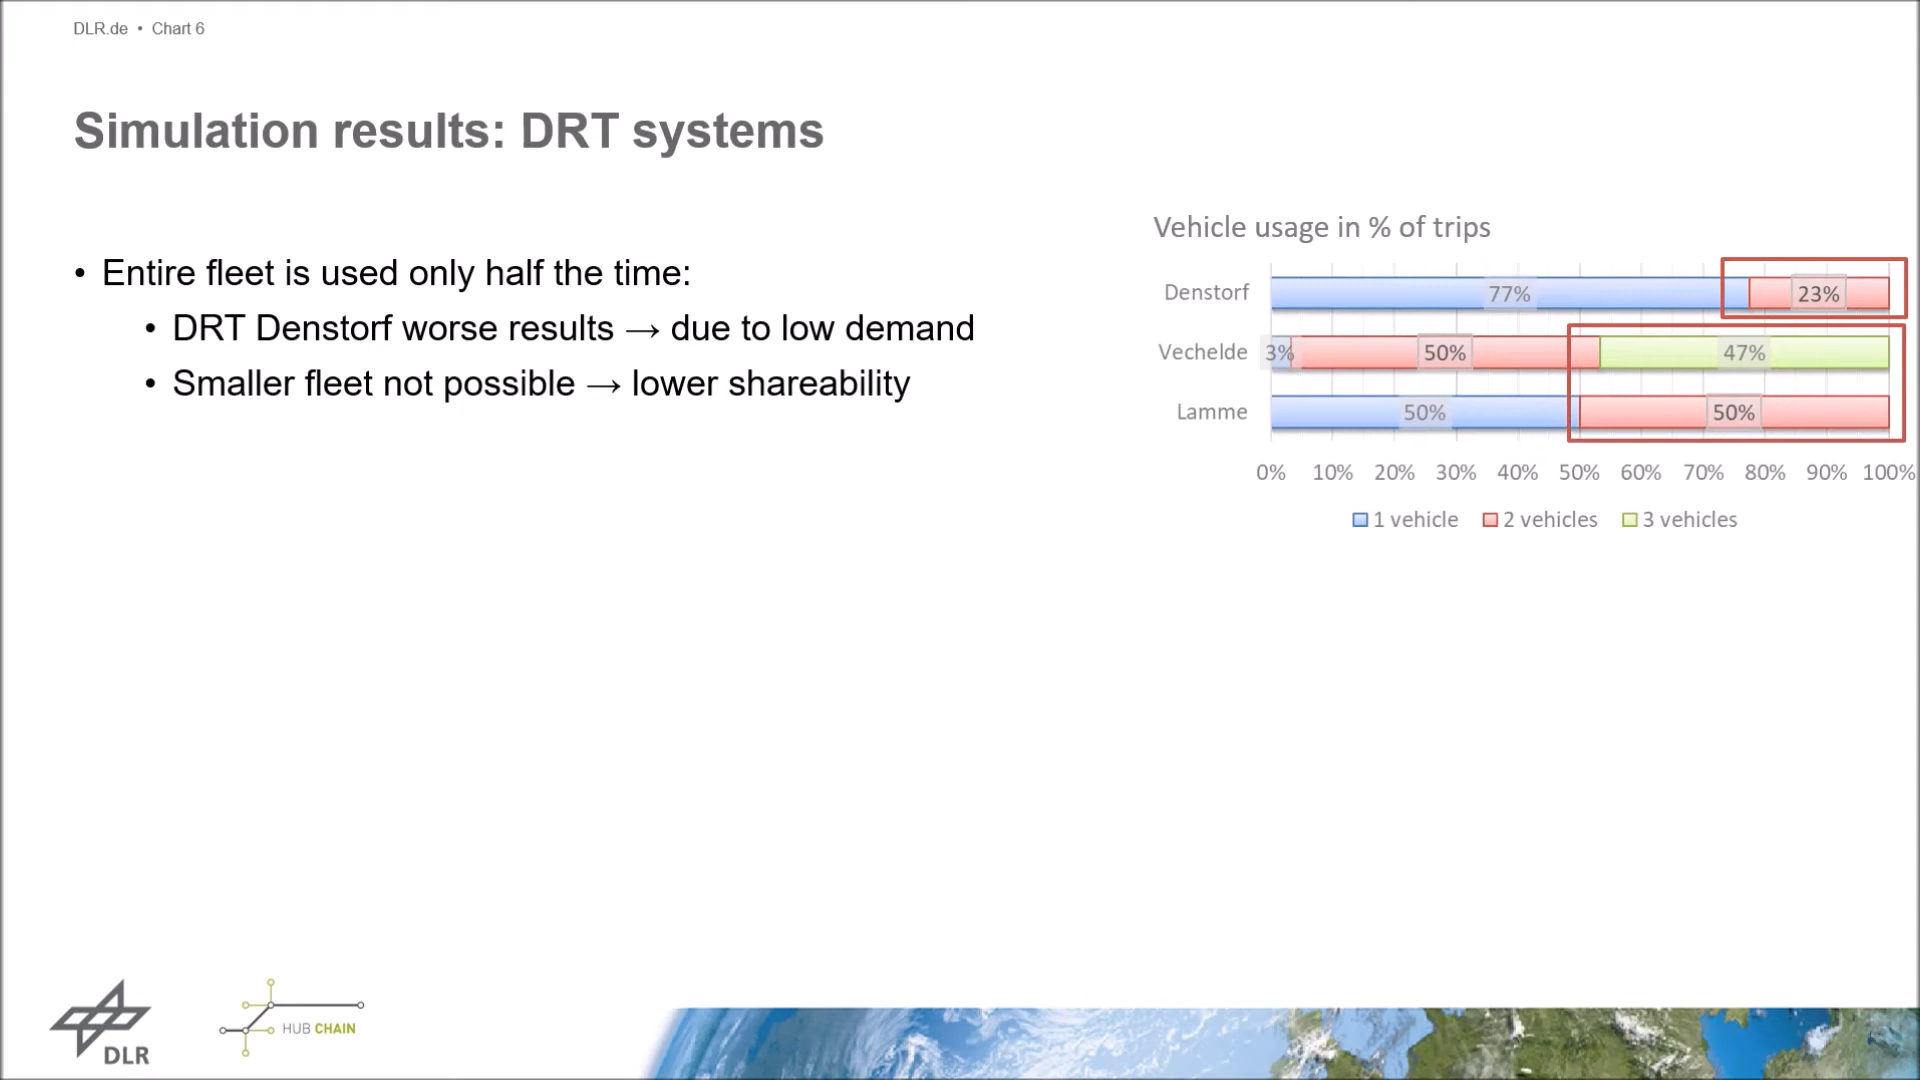 DLR.de • Chart 6
Simulation results: DRT systems
• Entire fleet is used only half the time:
• DRT Denstorf worse results → due to low demand
• Smaller fleet not possible → lower shareability
Vehicle usage in % of trips
Denstorf 77% 23%
Vechelde 3% 50% 47%
Lamme 50% 50%
0% 10% 20% 30% 40% 50% 60% 70% 80% 90% 100%
1 vehicle 2 vehicles 3 vehicles
DLR
HUB CHAIN